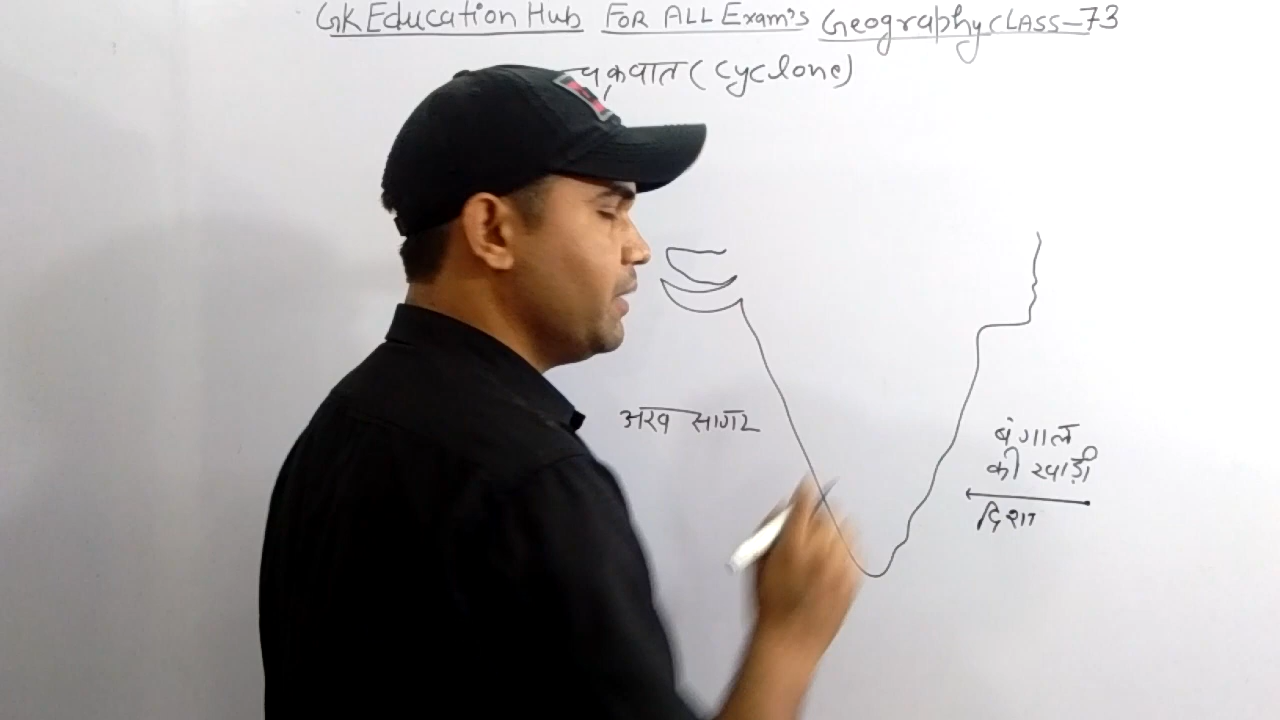 GK Education Hub For ALL Exam's Geography CLASS-73
चक्रवात (Cyclone)
अरब सागर
बंगाल
की खाड़ी
दिशा